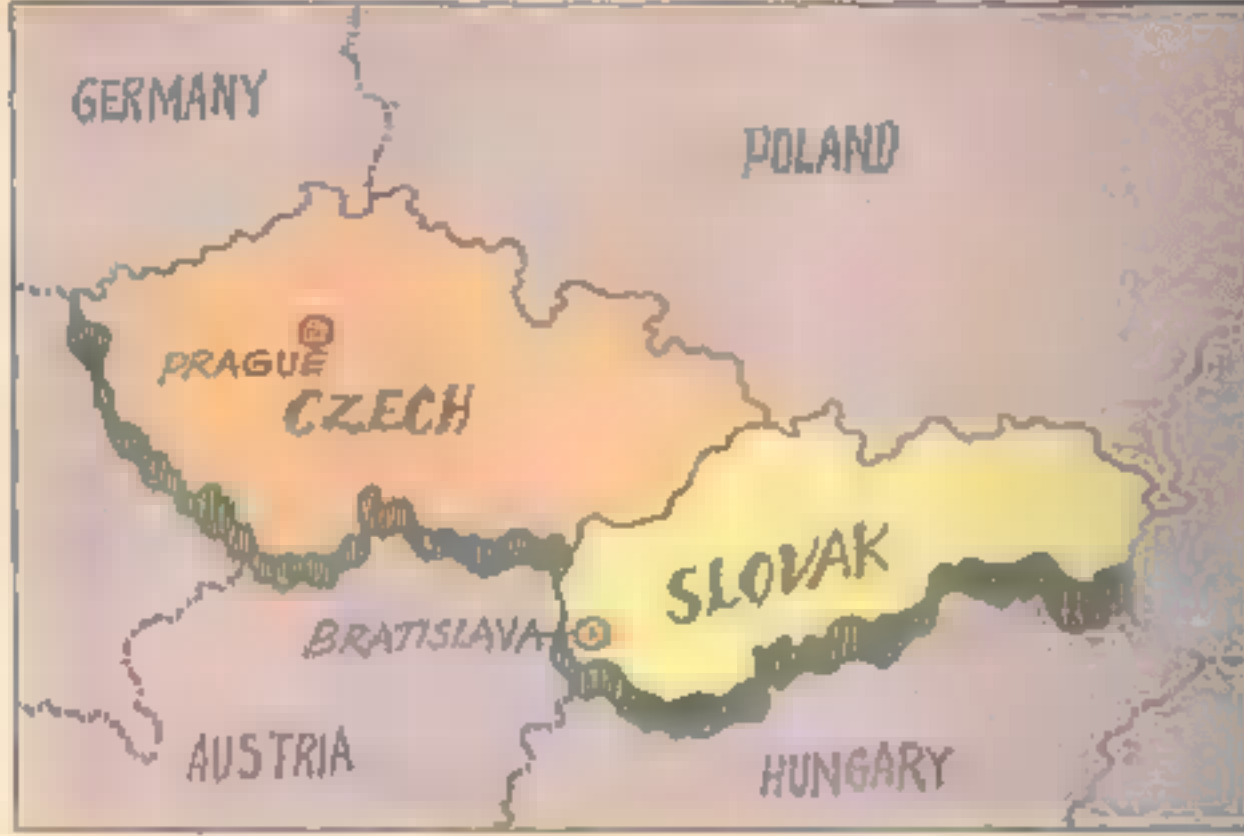 GERMANY
POLAND
PRAGUE
CZECH
SLOVAK
BRATISLAVA
AUSTRIA
HUNGARY